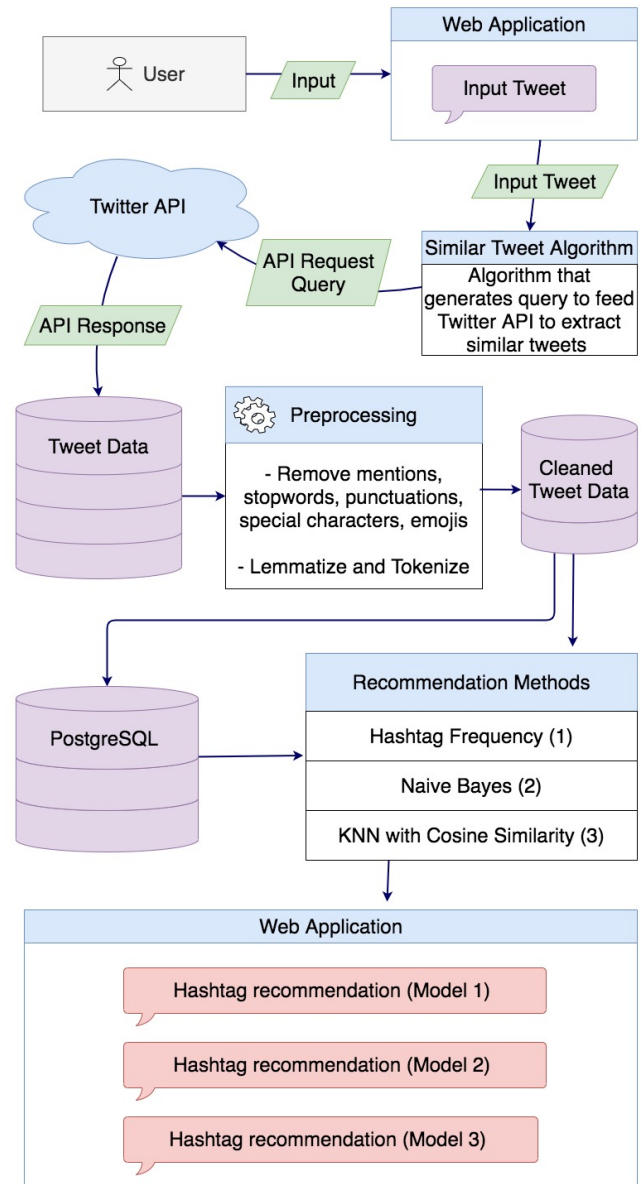 Web Application
User
Input
Input Tweet
Input Tweet
Twitter API
Similar Tweet Algorithm
API Request
Query
Algorithm that
generates query to feed
Twitter API to extract
similar tweets
API Response
Tweet Data
Preprocessing
- Remove mentions,
stopwords, punctuations,
special characters, emojis
- Lemmatize and Tokenize
Cleaned
Tweet Data
PostgreSQL
Recommendation Methods
Hashtag Frequency (1)
Naive Bayes (2)
KNN with Cosine Similarity (3)
Web Application
Hashtag recommendation (Model 1)
Hashtag recommendation (Model 2)
Hashtag recommendation (Model 3)